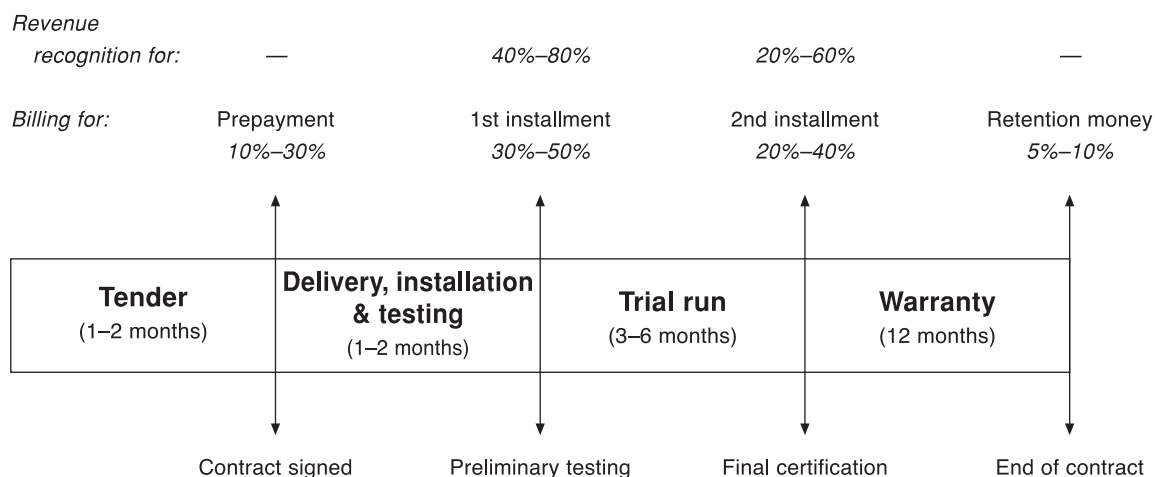 Revenue
recognition for: — 40%–80% 20%–60% —
Billing for: Prepayment 1st installment 2nd installment Retention money
10%–30% 30%–50% 20%–40% 5%–10%
Tender
(1–2 months)
Delivery, installation
& testing
(1–2 months)
Trial run
(3–6 months)
Warranty
(12 months)
Contract signed Preliminary testing Final certification End of contract